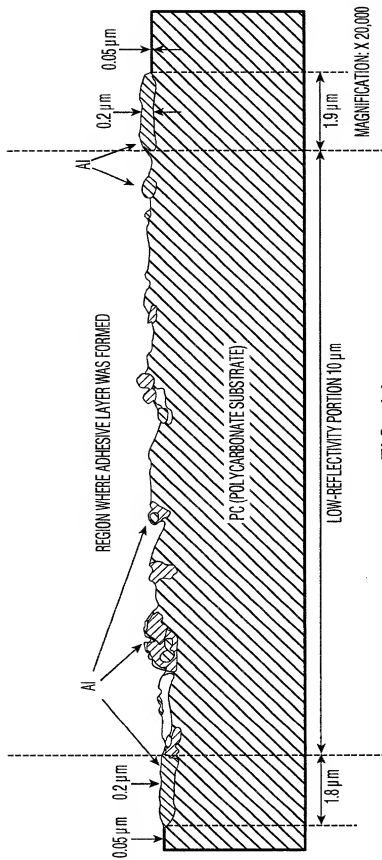 0.05 µm
0.2 µm
Al
REGION WHERE ADHESIVE LAYER WAS FORMED
Al
0.2 µm
0.05 µm
PC (POLYCARBONATE SUBSTRATE)
1.8 µm
LOW-REFLECTIVITY PORTION 10 µm
1.9 µm
MAGNIFICATION: X 20,000